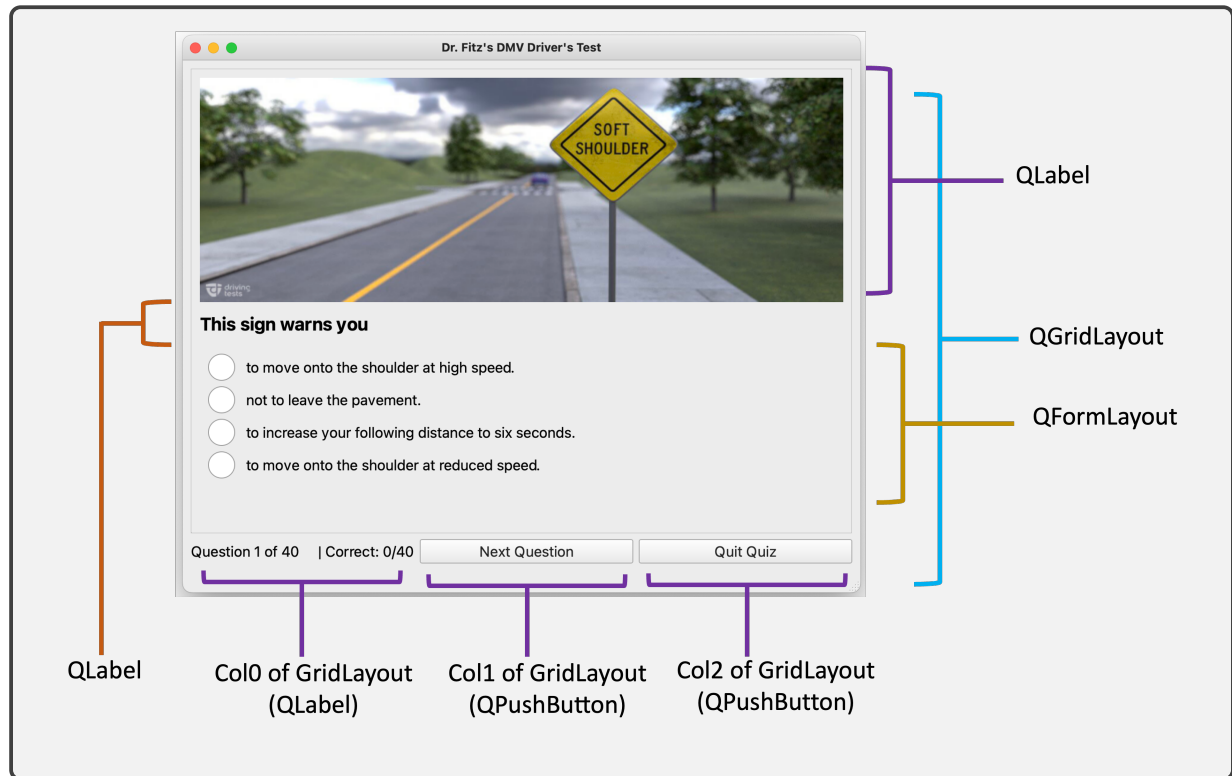 Dr. Fitz's DMV Driver's Test
SOFT
SHOULDER
driving
tests
This sign warns you
to move onto the shoulder at high speed.
not to leave the pavement.
to increase your following distance to six seconds.
to move onto the shoulder at reduced speed.
Question 1 of 40 | Correct: 0/40 Next Question Quit Quiz
QLabel
QGridLayout
QFormLayout
QLabel
Col0 of GridLayout
(QLabel)
Col1 of GridLayout
(QPushButton)
Col2 of GridLayout
(QPushButton)